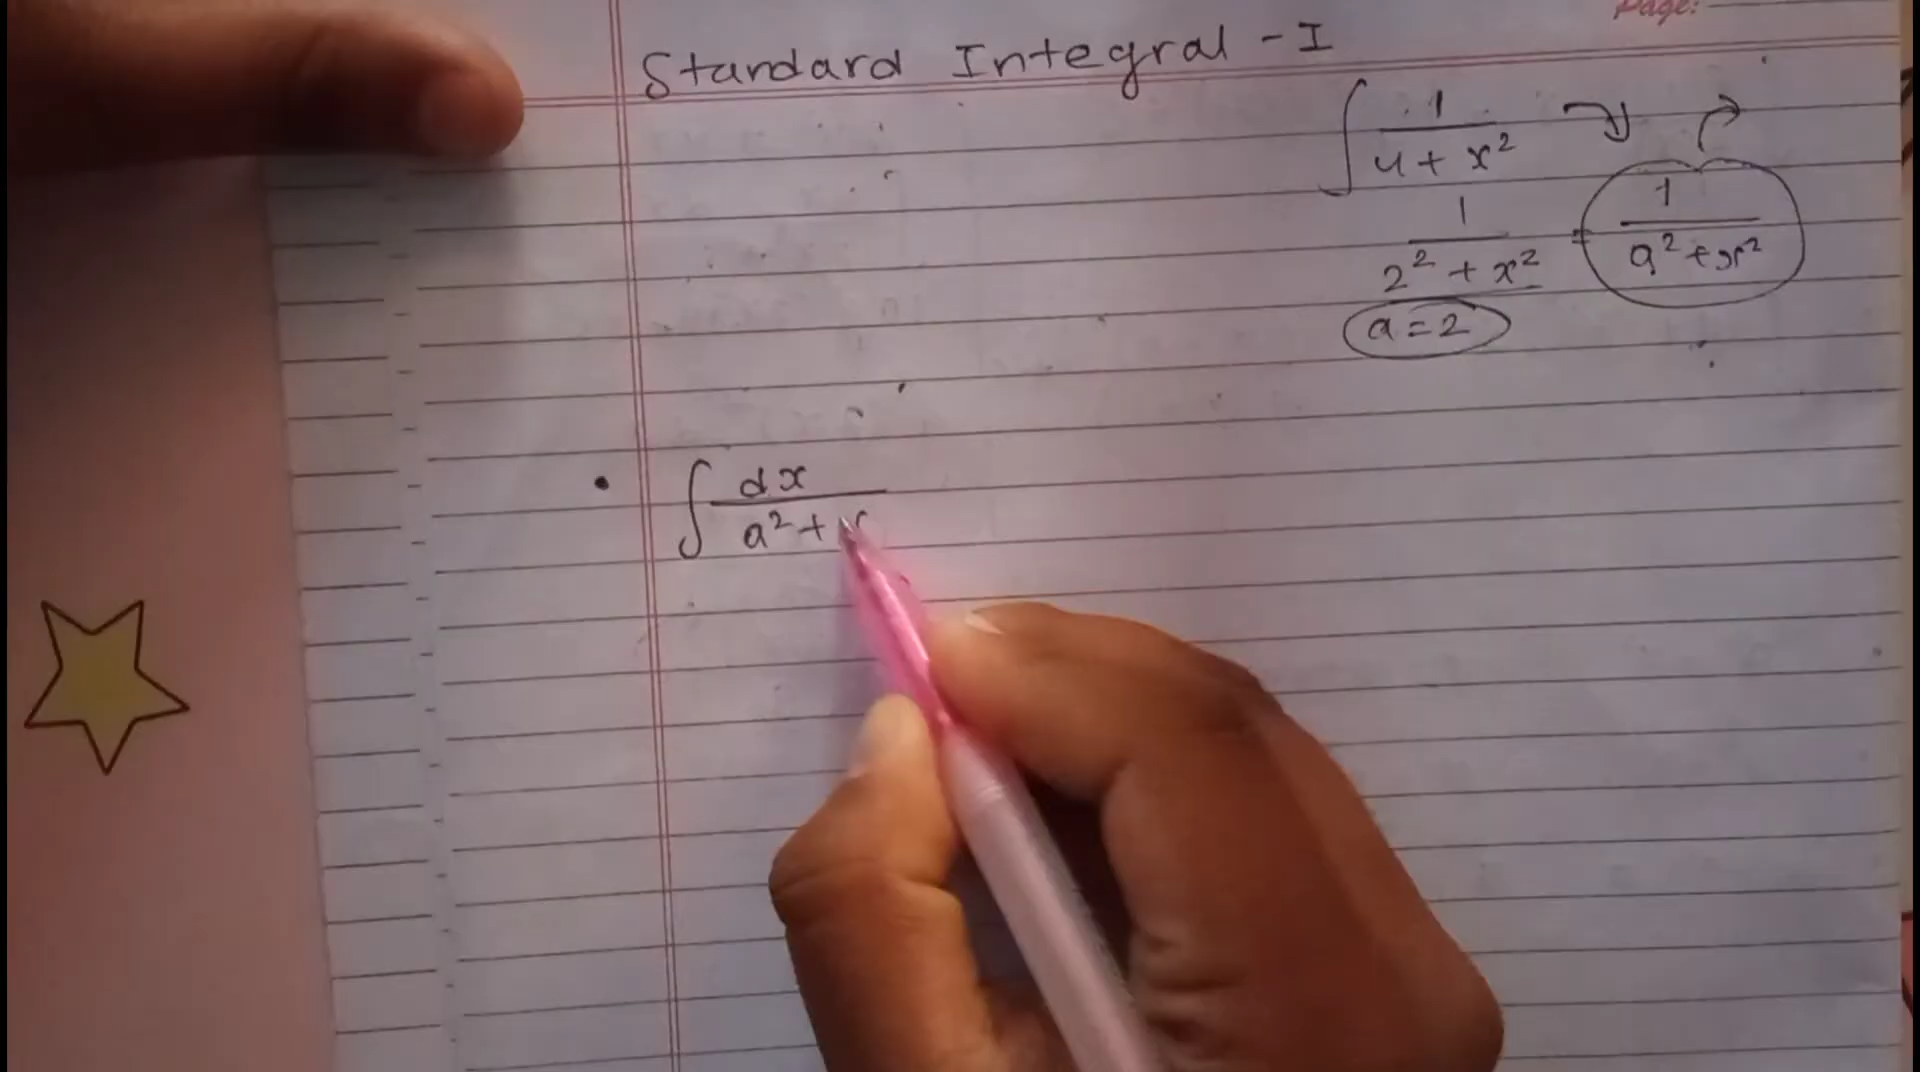 Page:
Standard Integral - I
∫ 1 / 4 + x²
1 / 2² + x² = 1 / a² + x²
a = 2
• ∫ dx / a² +